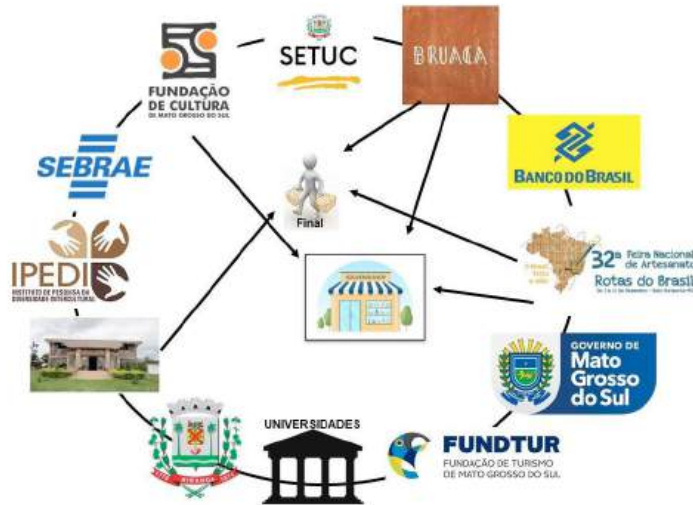 SETUC
BRUACA
FUNDAÇÃO
DE CULTURA
DE MATO GROSSO DO SUL
SEBRAE
BANCO DO BRASIL
Final
IPEDI
INSTITUTO DE PESQUISA DA
DIVERSIDADE INTERCULTURAL
32ª Feira Nacional
de Artesanato
Rotas do Brasil
GOVERNO DE
Mato
Grosso
do Sul
UNIVERSIDADES
MIRANDA
FUNDTUR
FUNDAÇÃO DE TURISMO
DE MATO GROSSO DO SUL